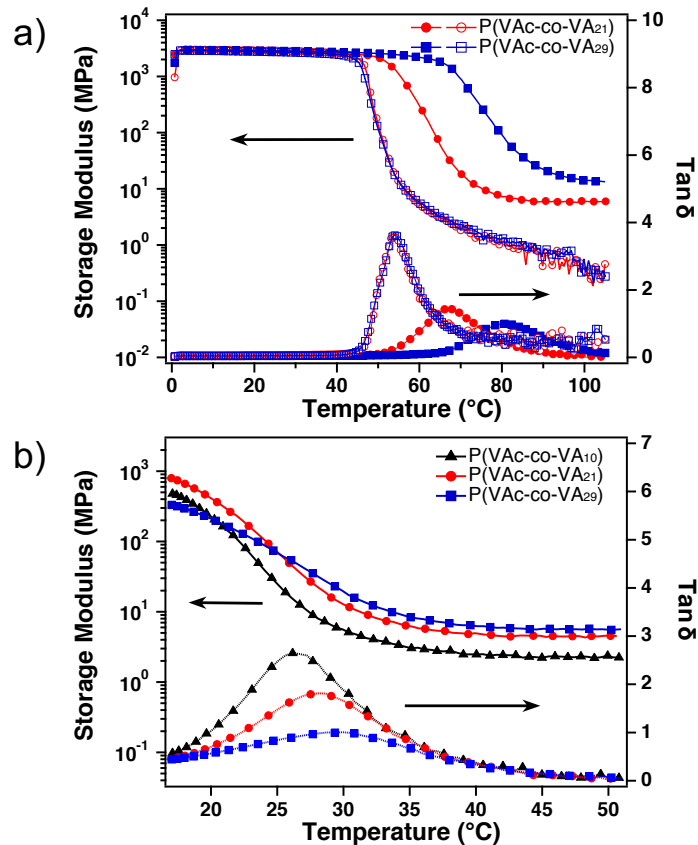 a)
P(VAc-co-VA₂₁)
P(VAc-co-VA₂₉)
Storage Modulus (MPa)
10⁴
10³
10²
10¹
10⁰
10⁻¹
10⁻²
10
8
6
4
2
0
Tan δ
0 20 40 60 80 100
Temperature (°C)
b)
P(VAc-co-VA₁₀)
P(VAc-co-VA₂₁)
P(VAc-co-VA₂₉)
Storage Modulus (MPa)
10³
10²
10¹
10⁰
10⁻¹
7
6
5
4
3
2
1
0
Tan δ
20 25 30 35 40 45 50
Temperature (°C)